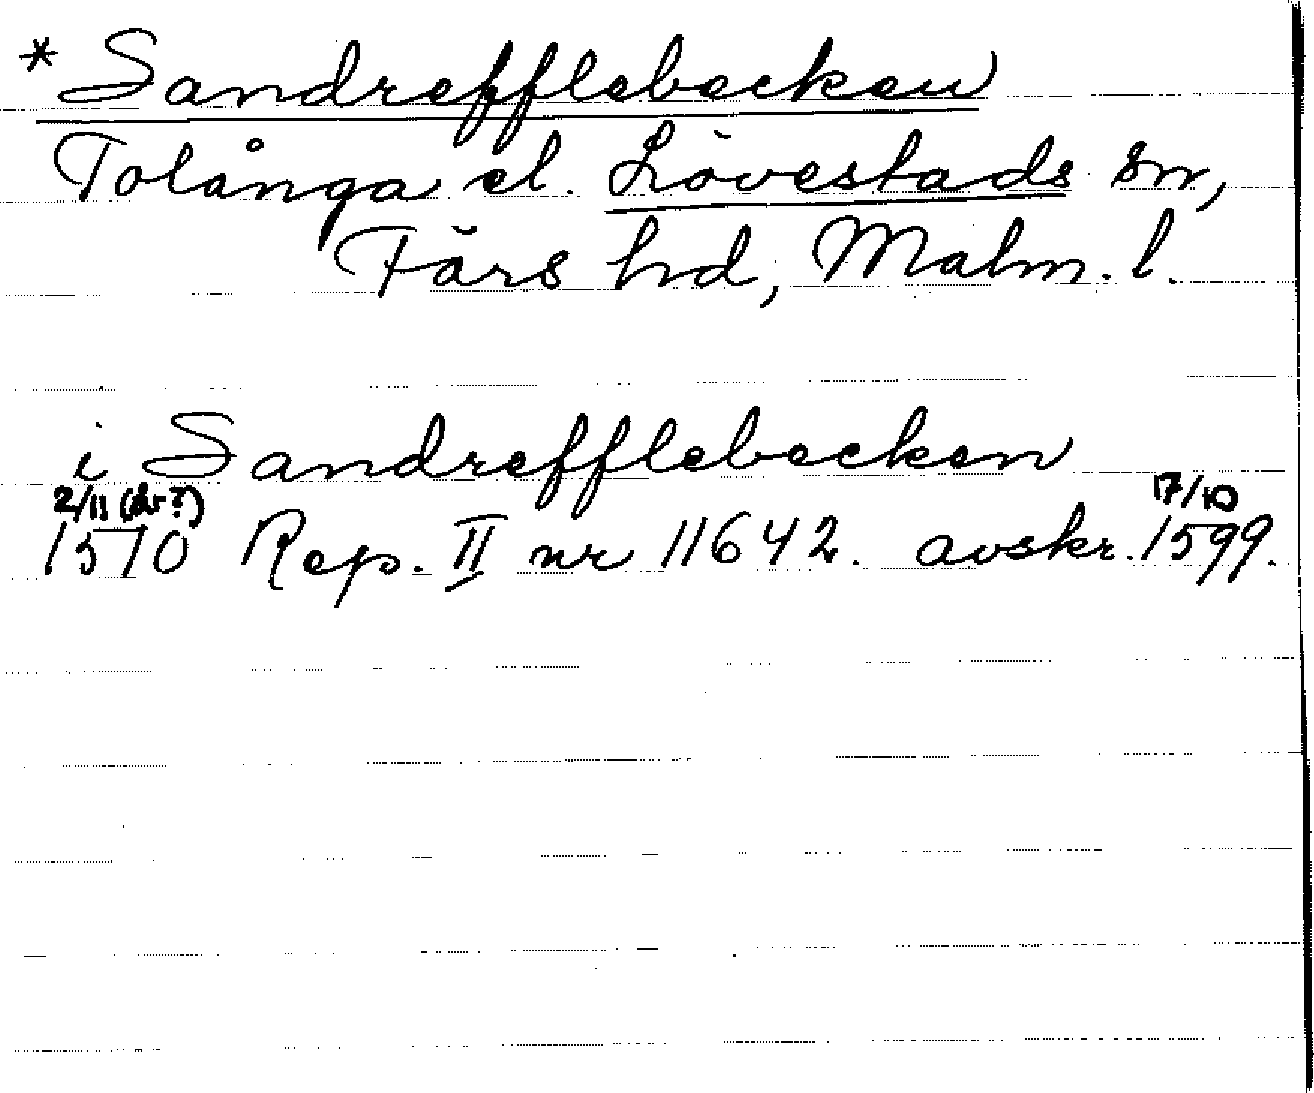 *Sandrefflebecken
Tolånga el. Lövestads sn,
Färs hd, Malm. l.
i Sandrefflebecken
2/11 (år?) 17/10
1510 Rep. II nr 11642. avskr. 1599.